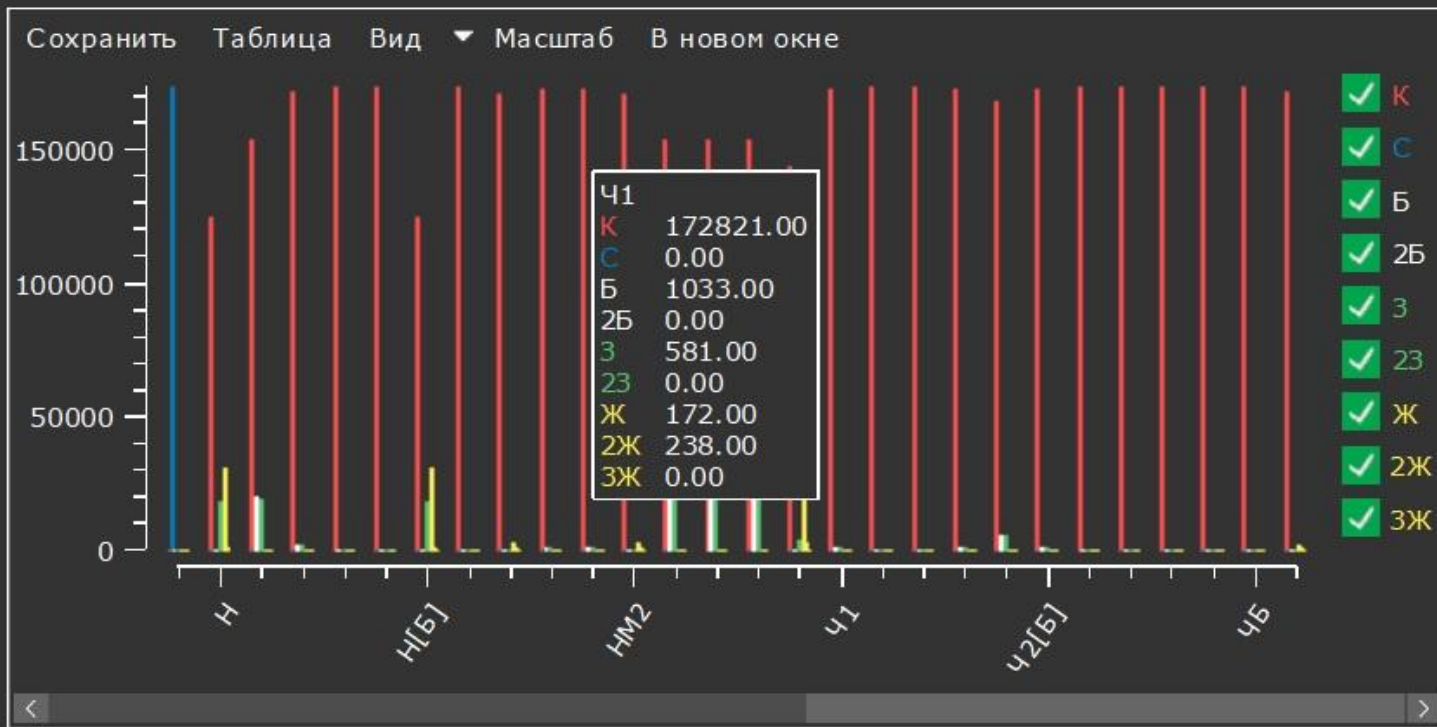 Сохранить Таблица Вид Масштаб В новом окне
150000
100000
50000
0
Ч1
К 172821.00
С 0.00
Б 1033.00
2Б 0.00
З 581.00
2З 0.00
Ж 172.00
2Ж 238.00
3Ж 0.00
Н
Н[Б]
НМ2
Ч1
Ч2[Б]
ЧБ
К
С
Б
2Б
З
2З
Ж
2Ж
3Ж